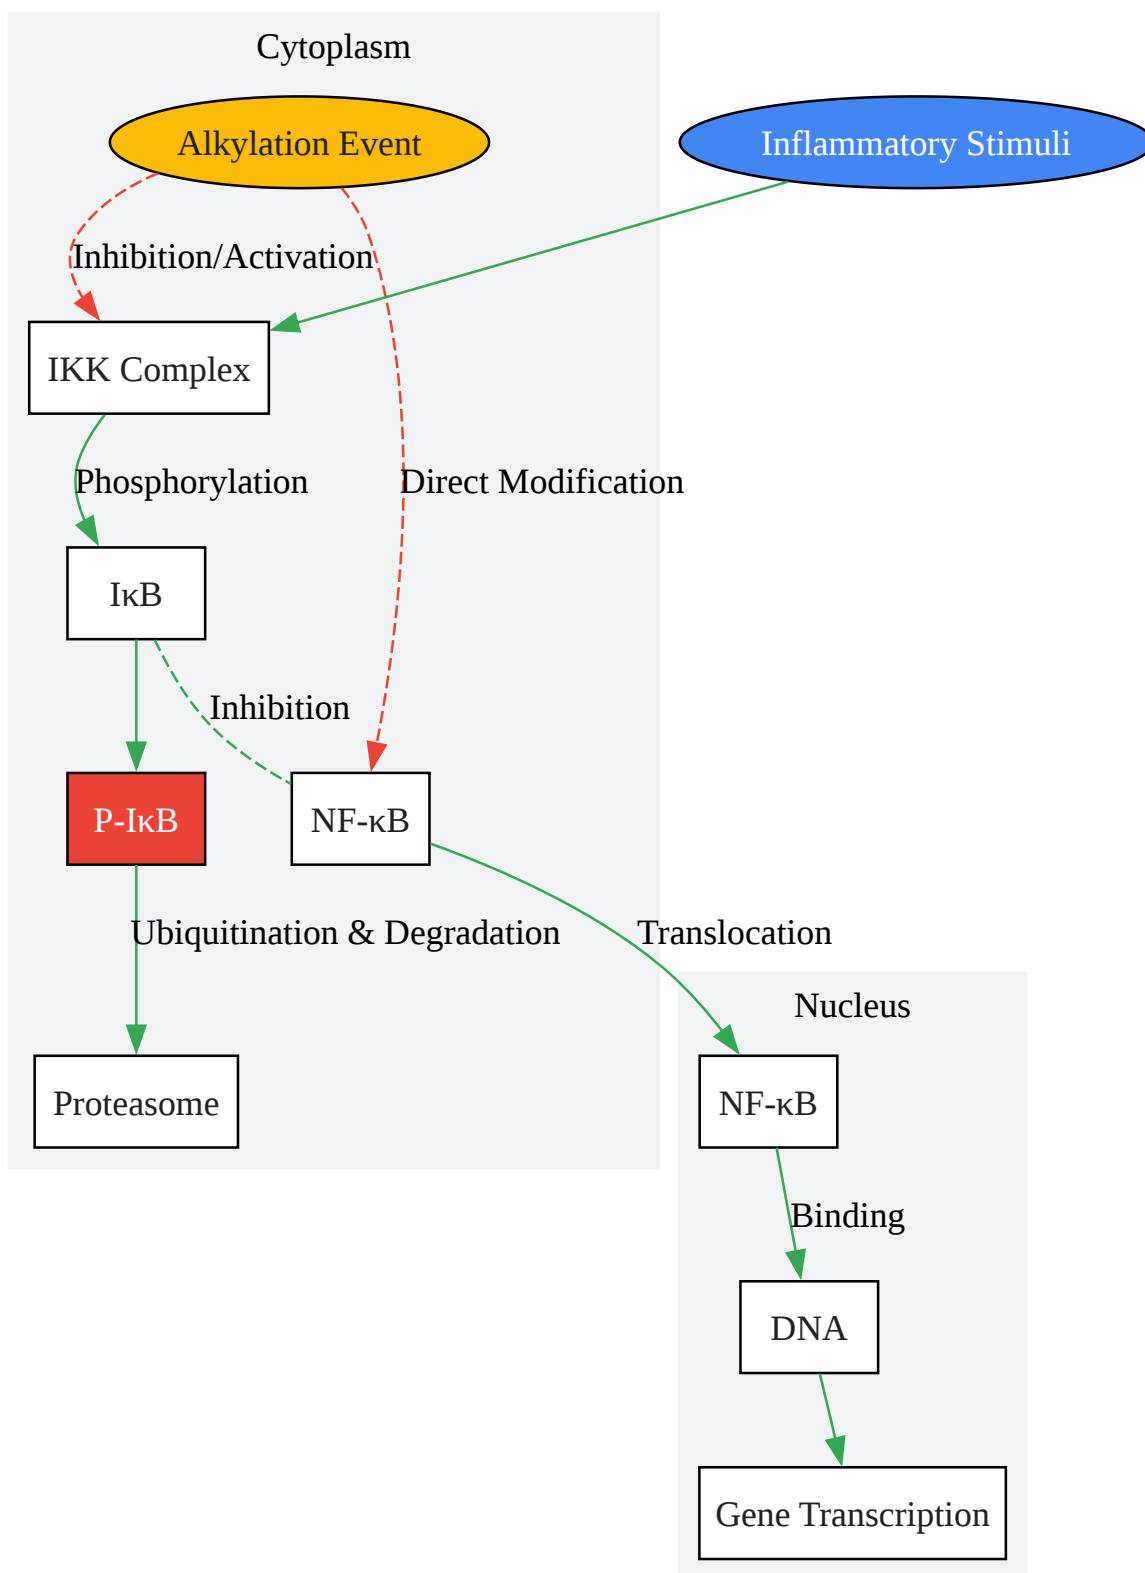 Cytoplasm
Alkylation Event
Inflammatory Stimuli
Inhibition/Activation
IKK Complex
Phosphorylation
Direct Modification
IκB
Inhibition
P-IκB
NF-κB
Ubiquitination & Degradation
Translocation
Nucleus
Proteasome
NF-κB
Binding
DNA
Gene Transcription